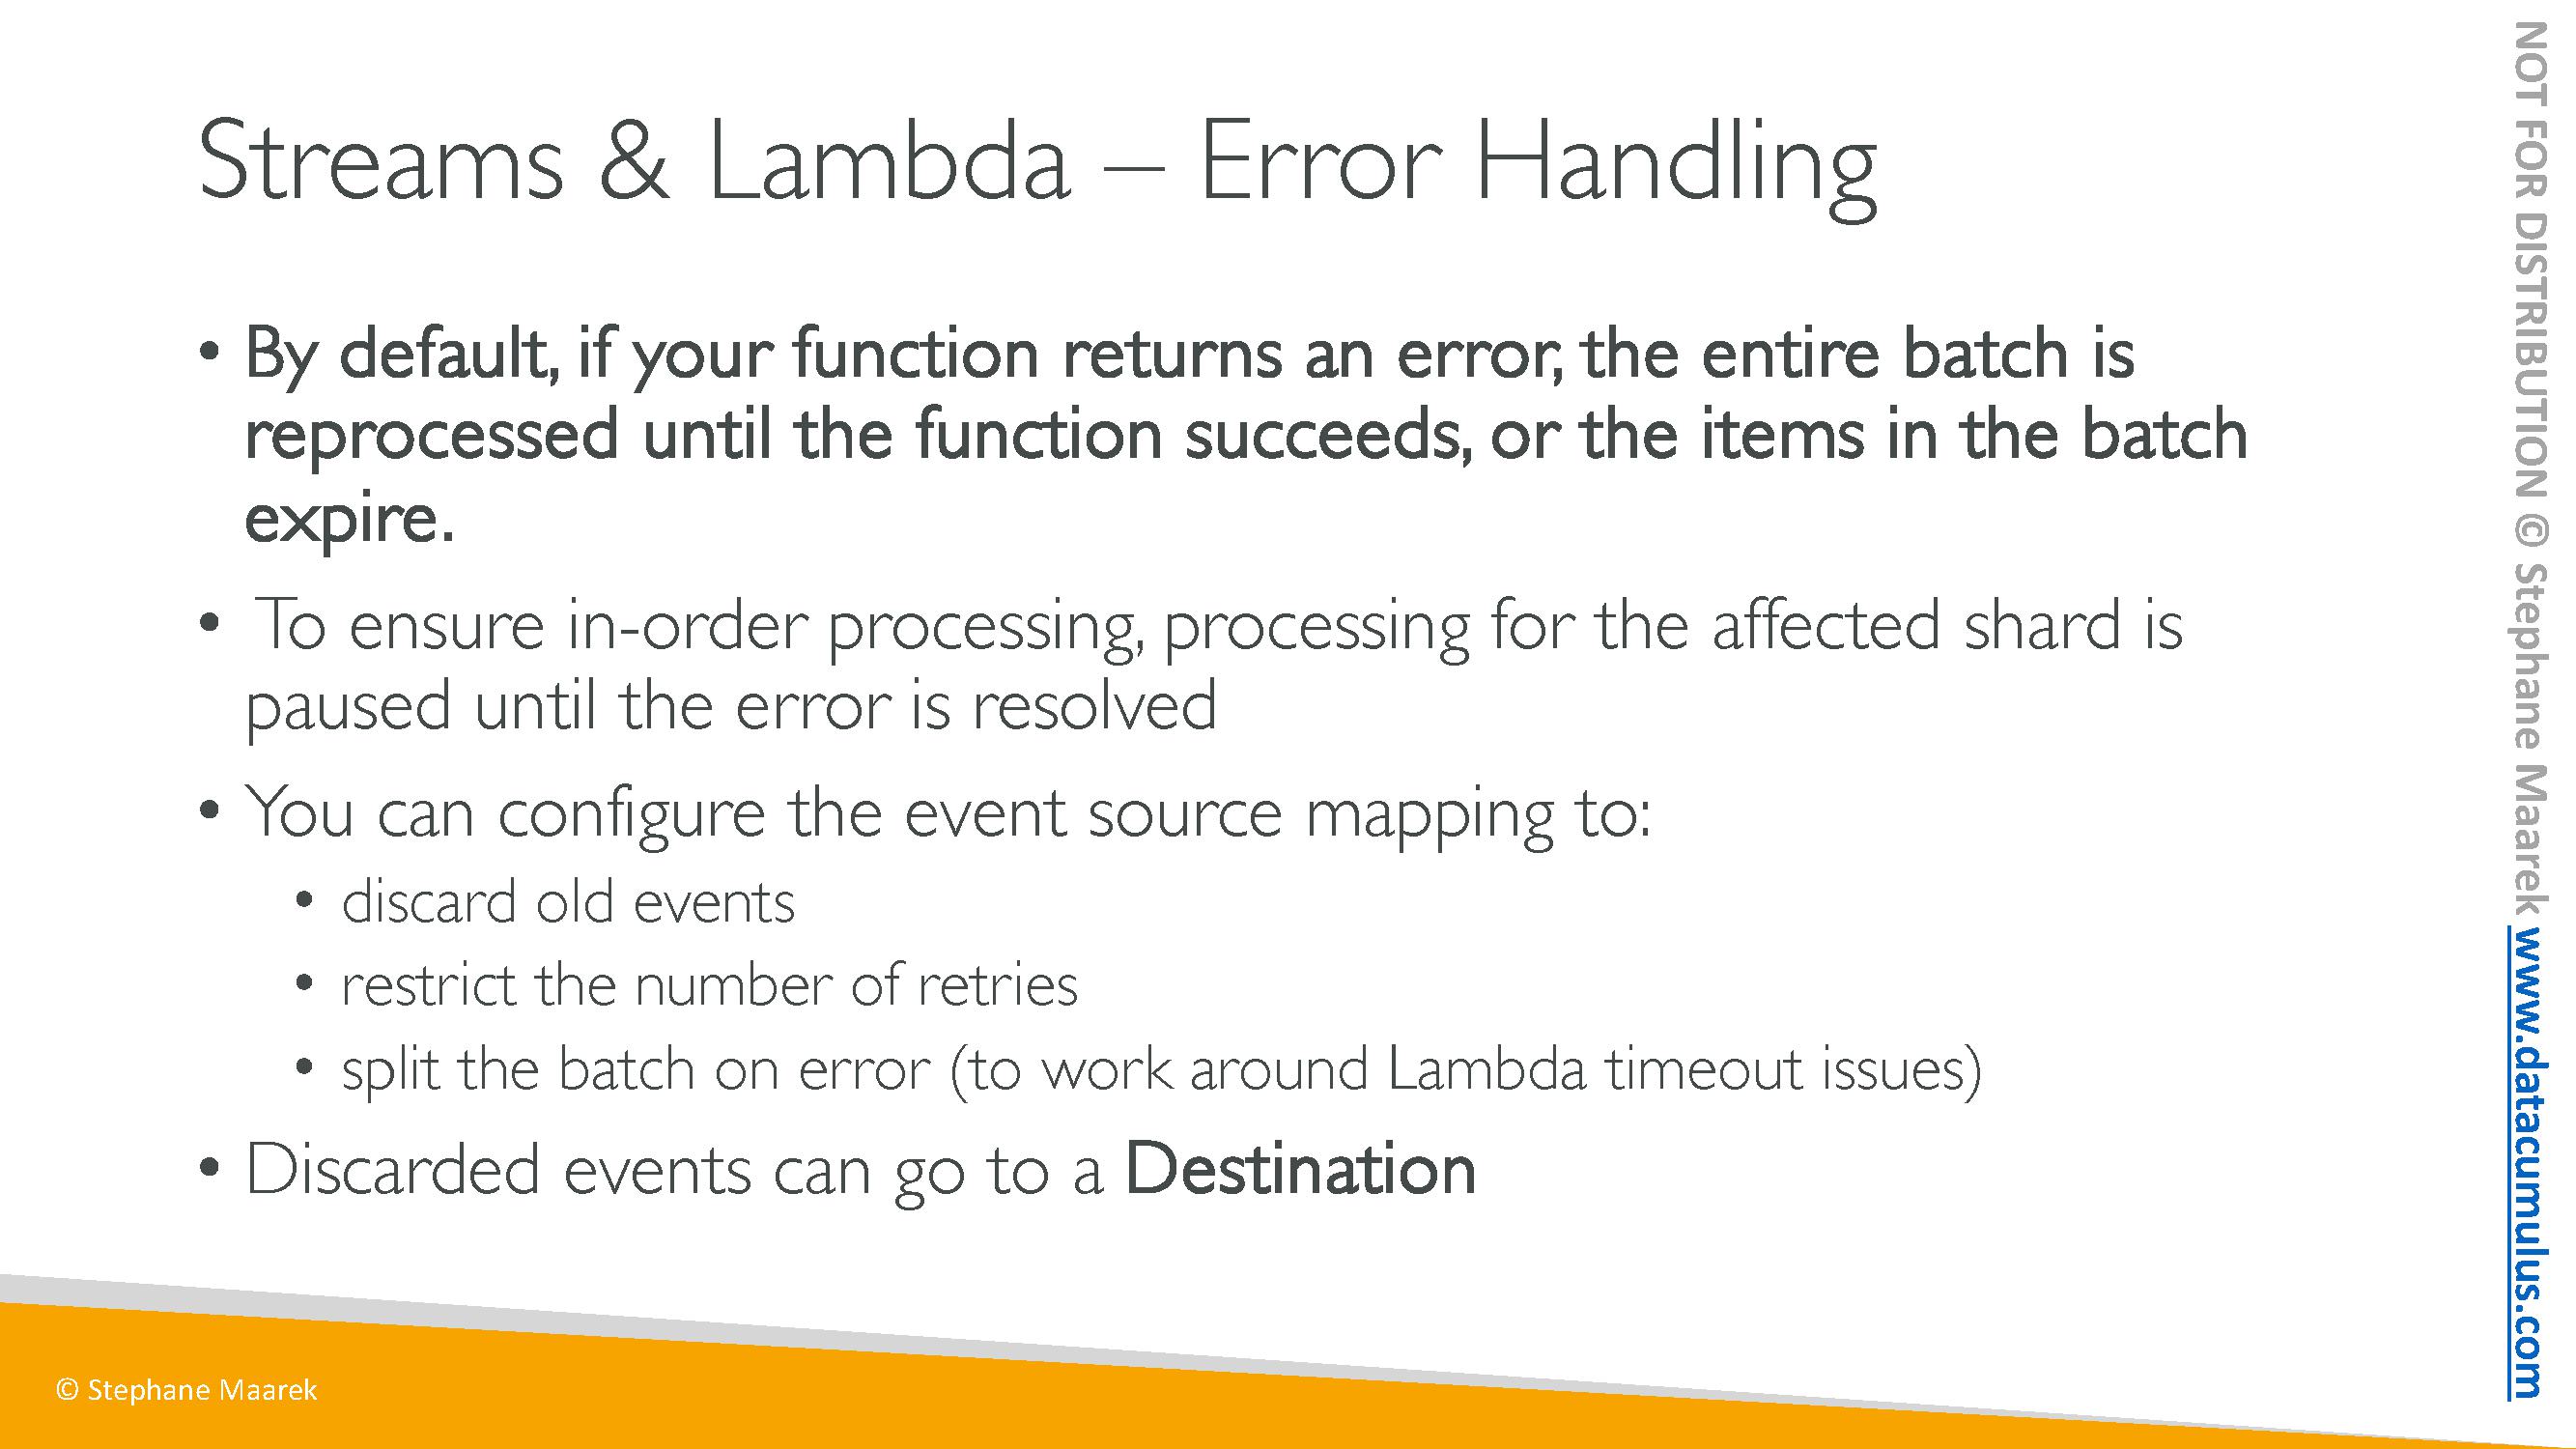 Streams & Lambda – Error Handling
• By default, if your function returns an error, the entire batch is
reprocessed until the function succeeds, or the items in the batch
expire.
• To ensure in-order processing, processing for the affected shard is
paused until the error is resolved
• You can configure the event source mapping to:
• discard old events
• restrict the number of retries
• split the batch on error (to work around Lambda timeout issues)
• Discarded events can go to a Destination
© Stephane Maarek
NOT FOR DISTRIBUTION © Stephane Maarek www.datacumulus.com